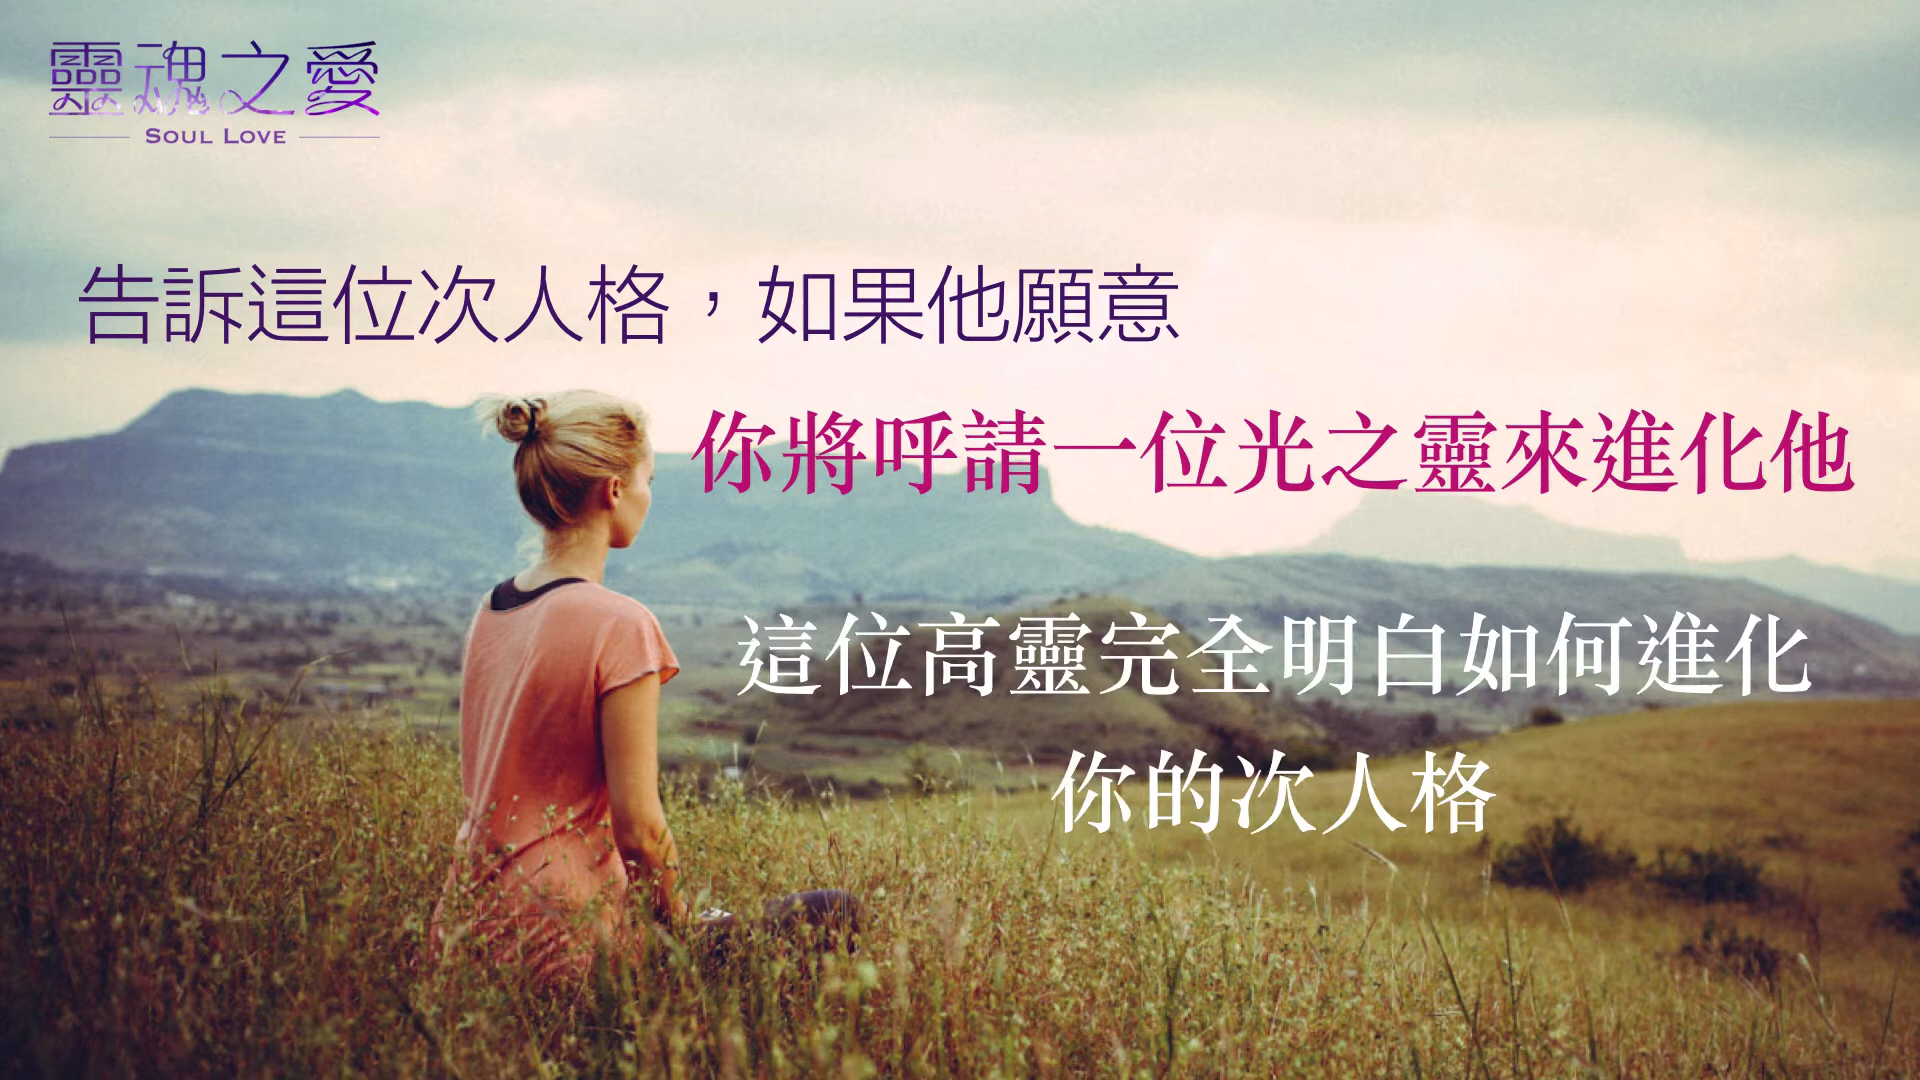 靈魂之愛
SOUL LOVE
告訴這位次人格，如果他願意
你將呼請一位光之靈來進化他
這位高靈完全明白如何進化
你的次人格